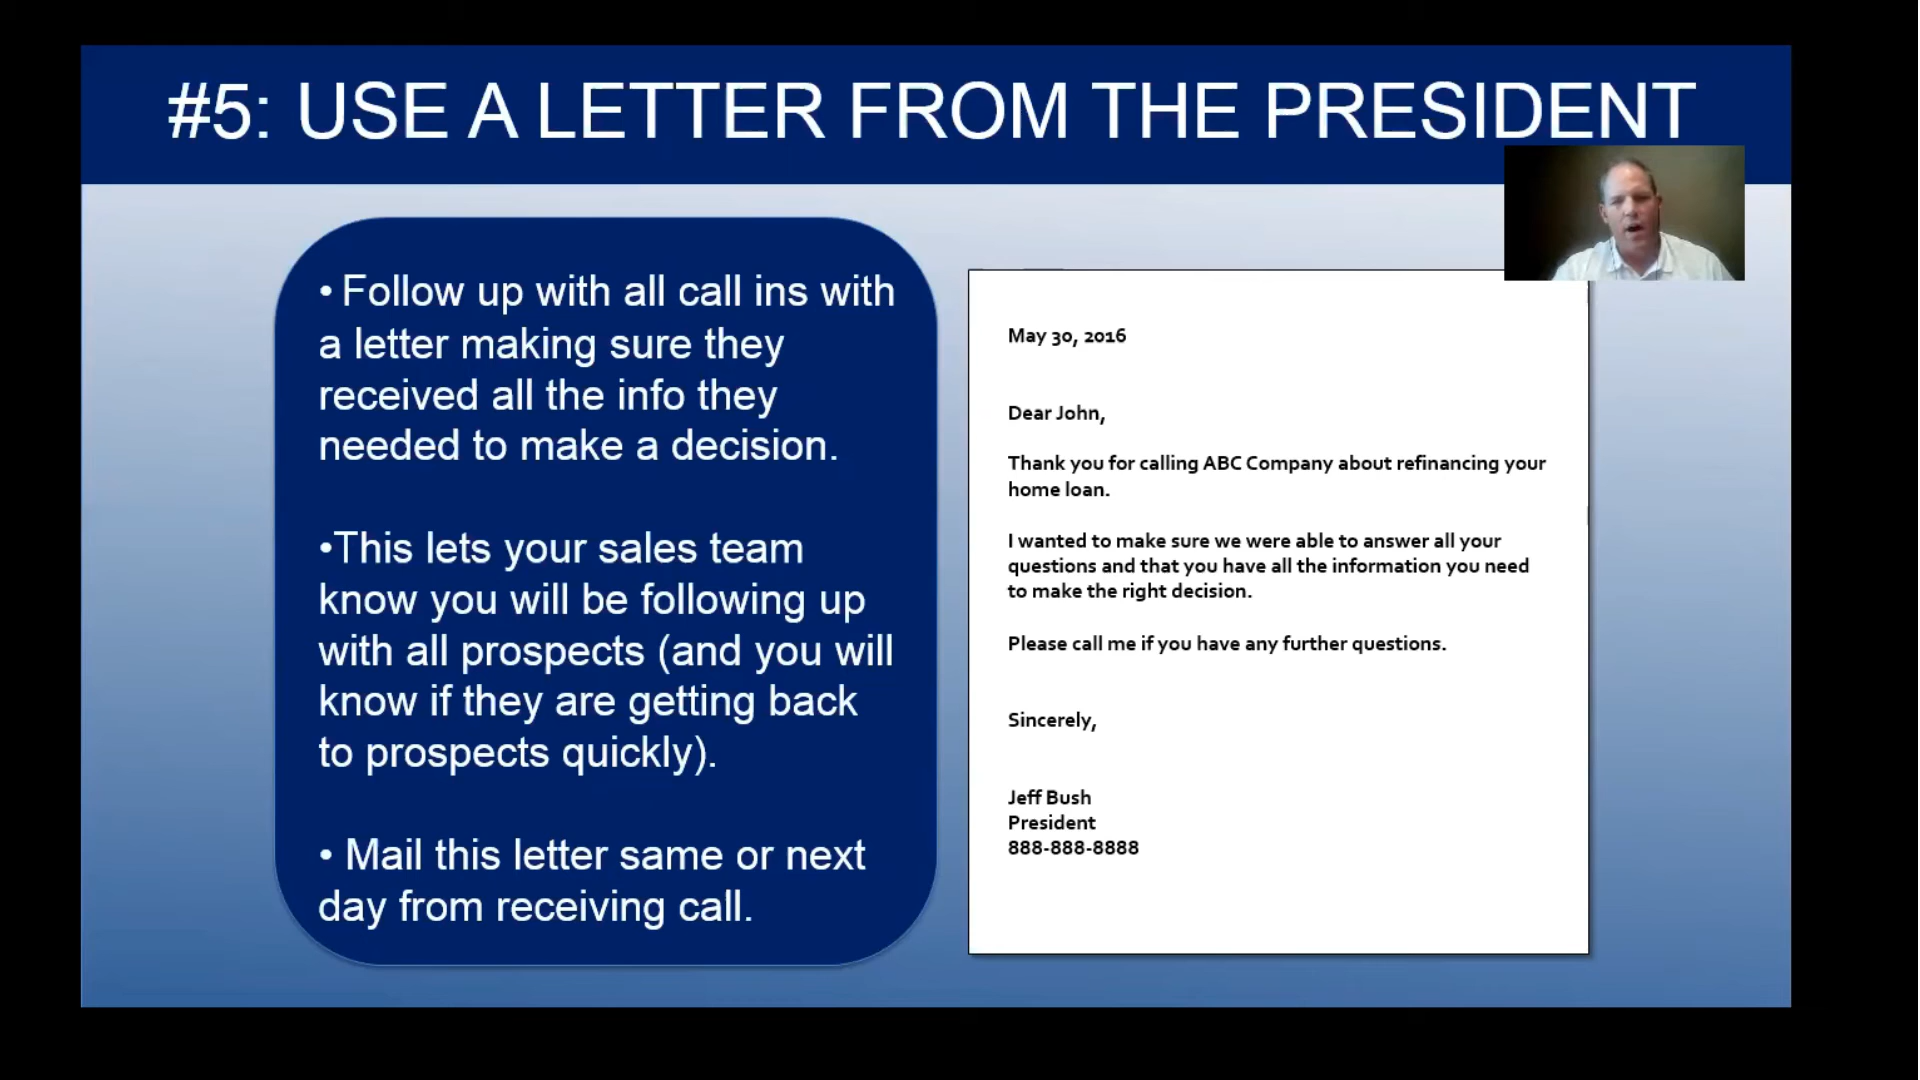 #5: USE A LETTER FROM THE PRESIDENT
• Follow up with all call ins with
a letter making sure they
received all the info they
needed to make a decision.
•This lets your sales team
know you will be following up
with all prospects (and you will
know if they are getting back
to prospects quickly).
• Mail this letter same or next
day from receiving call.
May 30, 2016
Dear John,
Thank you for calling ABC Company about refinancing your
home loan.
I wanted to make sure we were able to answer all your
questions and that you have all the information you need
to make the right decision.
Please call me if you have any further questions.
Sincerely,
Jeff Bush
President
888-888-8888